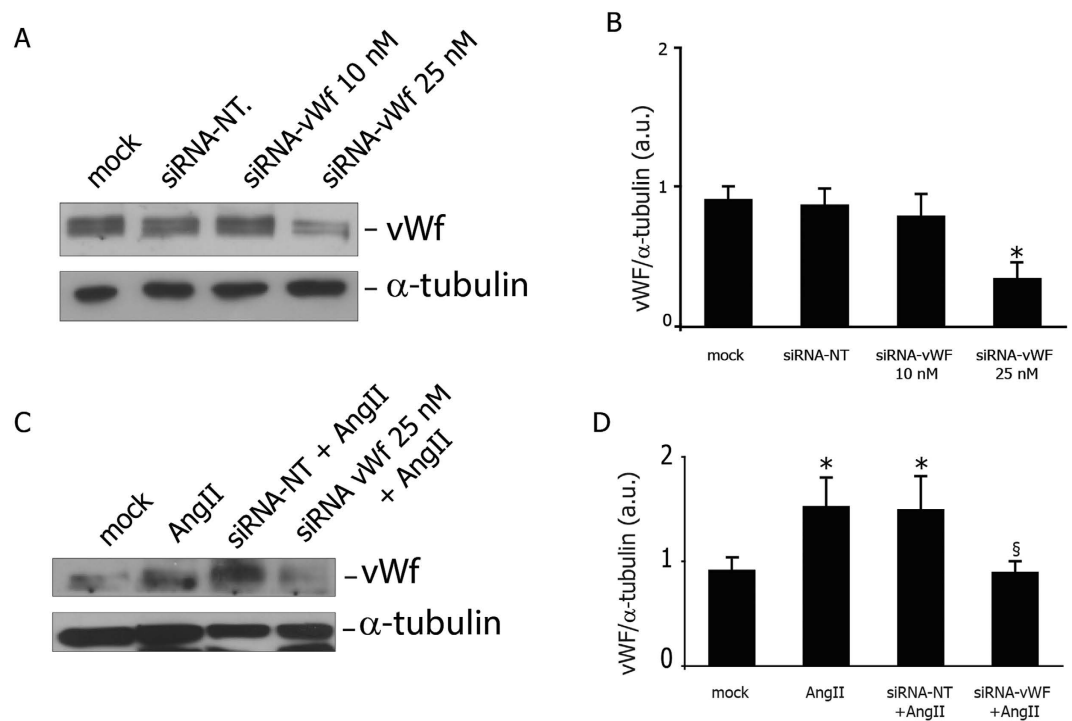 A
mock
siRNA-NT.
siRNA-vWf 10 nM
siRNA-vWf 25 nM
– vWf
– α-tubulin
B
vWF/α-tubulin (a.u.)
2
1
0
*
mock
siRNA-NT
siRNA-vWF
10 nM
siRNA-vWF
25 nM
C
mock
AngII
siRNA-NT + AngII
siRNA vWf 25 nM
+ AngII
–vWf
–α-tubulin
D
vWF/α-tubulin (a.u.)
2
1
0
*
*
§
mock
AngII
siRNA-NT
+AngII
siRNA-vWF
+AngII